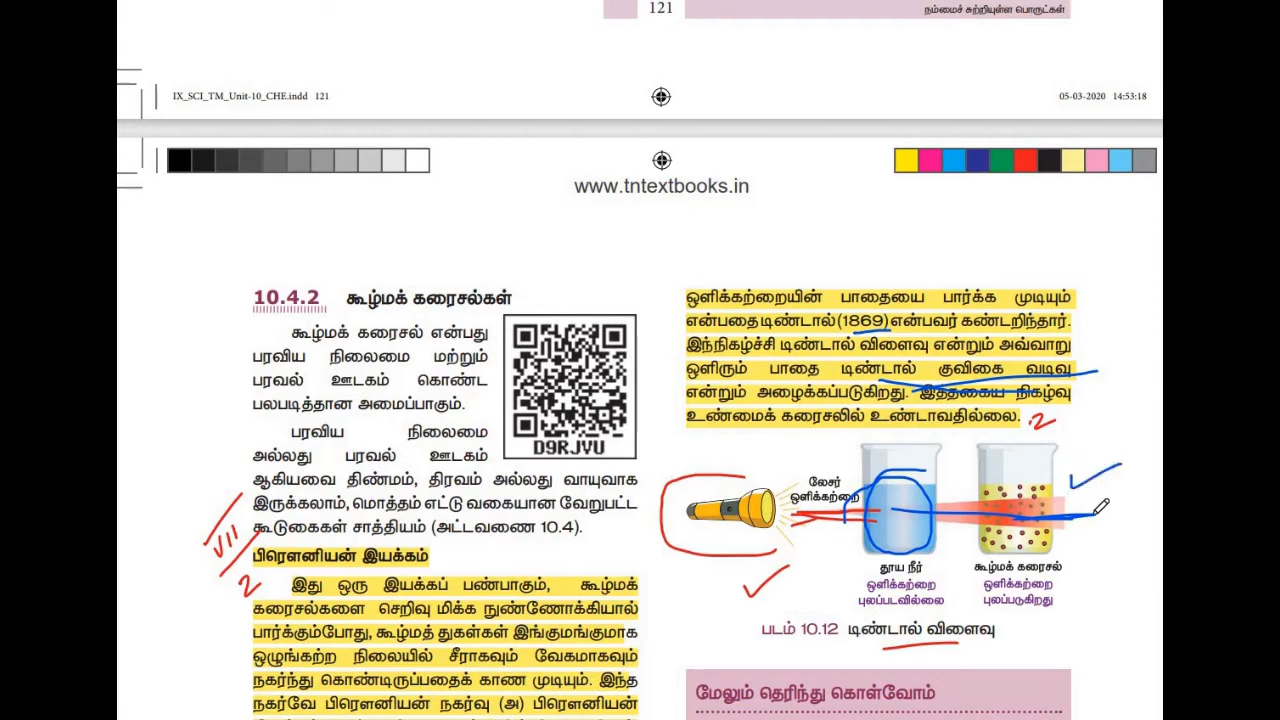 121
நம்மைச் சுற்றியுள்ள பொருட்கள்
IX_SCI_TM_Unit-10_CHE.indd 121
05-03-2020 14:53:18
www.tntextbooks.in
10.4.2 கூழ்மக் கரைசல்கள்
கூழ்மக் கரைசல் என்பது
பரவிய நிலைமை மற்றும்
பரவல் ஊடகம் கொண்ட
பலபடித்தான அமைப்பாகும்.
பரவிய நிலைமை
அல்லது பரவல் ஊடகம்
ஆகியவை திண்மம், திரவம் அல்லது வாயுவாக
இருக்கலாம், மொத்தம் எட்டு வகையான வேறுபட்ட
கூடுகைகள் சாத்தியம் (அட்டவணை 10.4).
D9RJVU
VII
2
பிரௌனியன் இயக்கம்
இது ஒரு இயக்கப் பண்பாகும், கூழ்மக்
கரைசல்களை செறிவு மிக்க நுண்ணோக்கியால்
பார்க்கும்போது, கூழ்மத் துகள்கள் இங்குமங்குமாக
ஒழுங்கற்ற நிலையில் சீராகவும் வேகமாகவும்
நகர்ந்து கொண்டிருப்பதைக் காண முடியும். இந்த
நகர்வே பிரௌனியன் நகர்வு (அ) பிரௌனியன்
ஒளிக்கற்றையின் பாதையை பார்க்க முடியும்
என்பதை டிண்டால் (1869) என்பவர் கண்டறிந்தார்.
இந்நிகழ்ச்சி டிண்டால் விளைவு என்றும் அவ்வாறு
ஒளிரும் பாதை டிண்டால் குவிகை வடிவு
என்றும் அழைக்கப்படுகிறது. இத்தகைய நிகழ்வு
உண்மைக் கரைசலில் உண்டாவதில்லை.
2
லேசர்
ஒளிக்கற்றை
தூய நீர்
ஒளிக்கற்றை
புலப்படவில்லை
கூழ்மக் கரைசல்
ஒளிக்கற்றை
புலப்படுகிறது
படம் 10.12 டிண்டால் விளைவு
மேலும் தெரிந்து கொள்வோம்